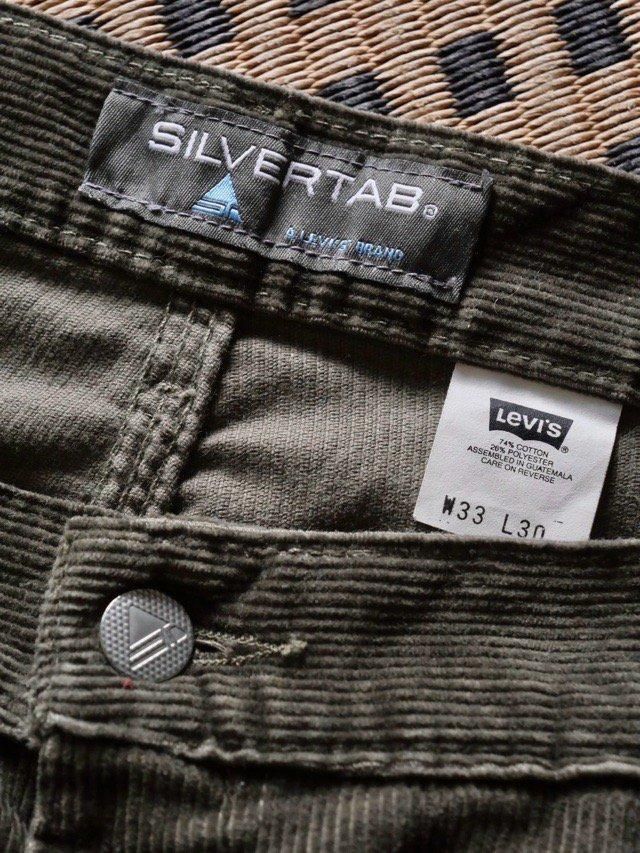 SILVERTAB®
A LEVI'S BRAND
Levi's®
74% COTTON
26% POLYESTER
ASSEMBLED IN GUATEMALA
CARE ON REVERSE
W33 L30